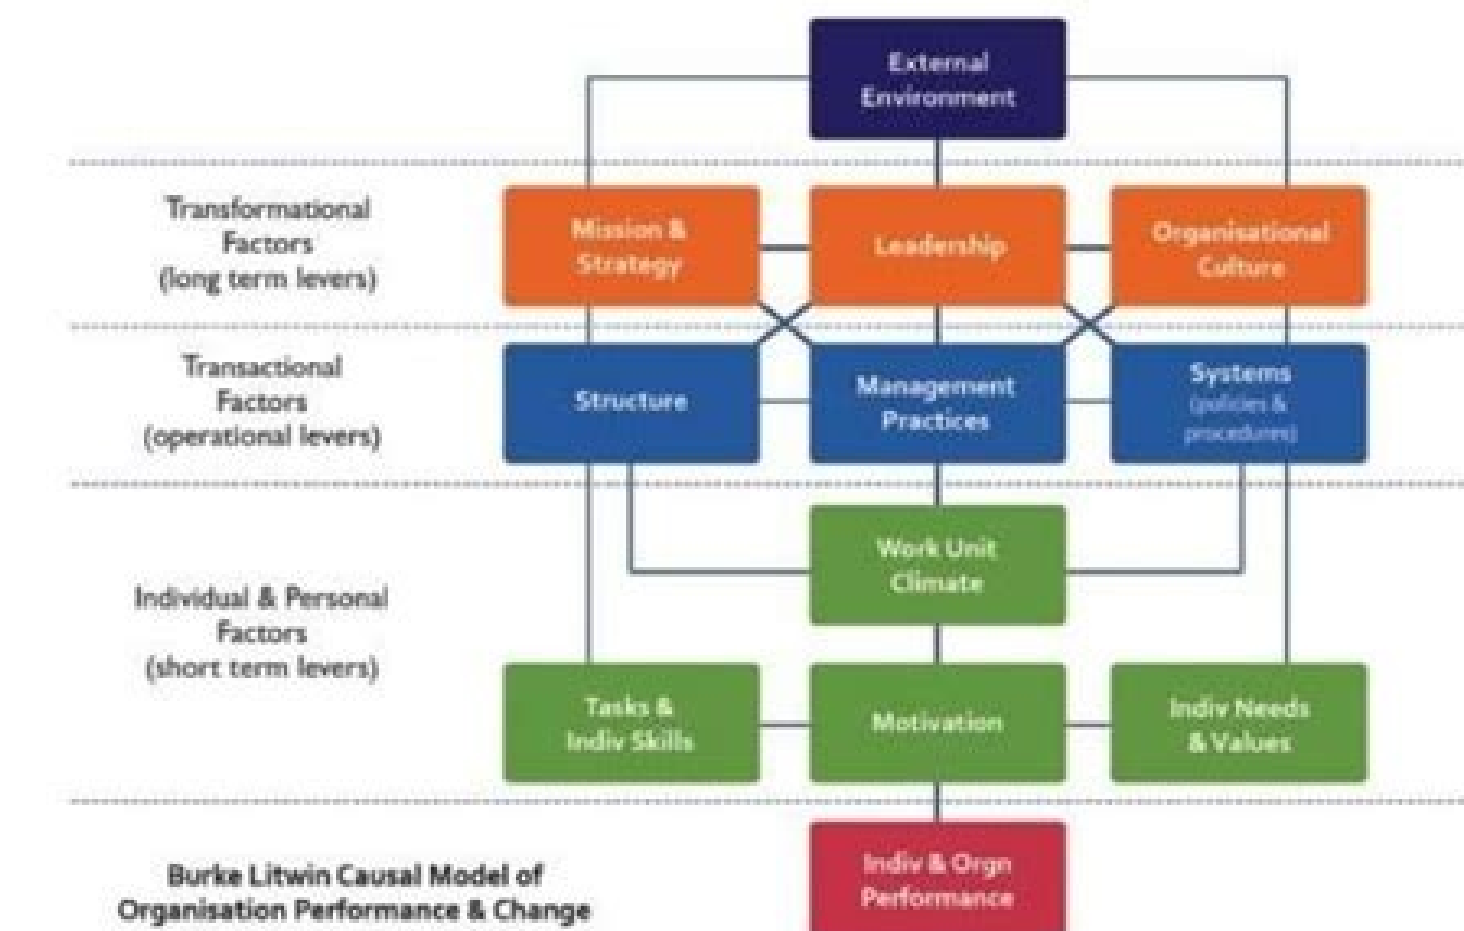 External
Environment
Transformational
Factors
(long term levers)
Mission &
Strategy
Leadership
Organisational
Culture
Transactional
Factors
(operational levers)
Structure
Management
Practices
Systems
(policies &
procedures)
Individual & Personal
Factors
(short term levers)
Work Unit
Climate
Tasks &
Indiv Skills
Motivation
Indiv Needs
& Values
Indiv & Orgn
Performance
Burke Litwin Causal Model of
Organisation Performance & Change